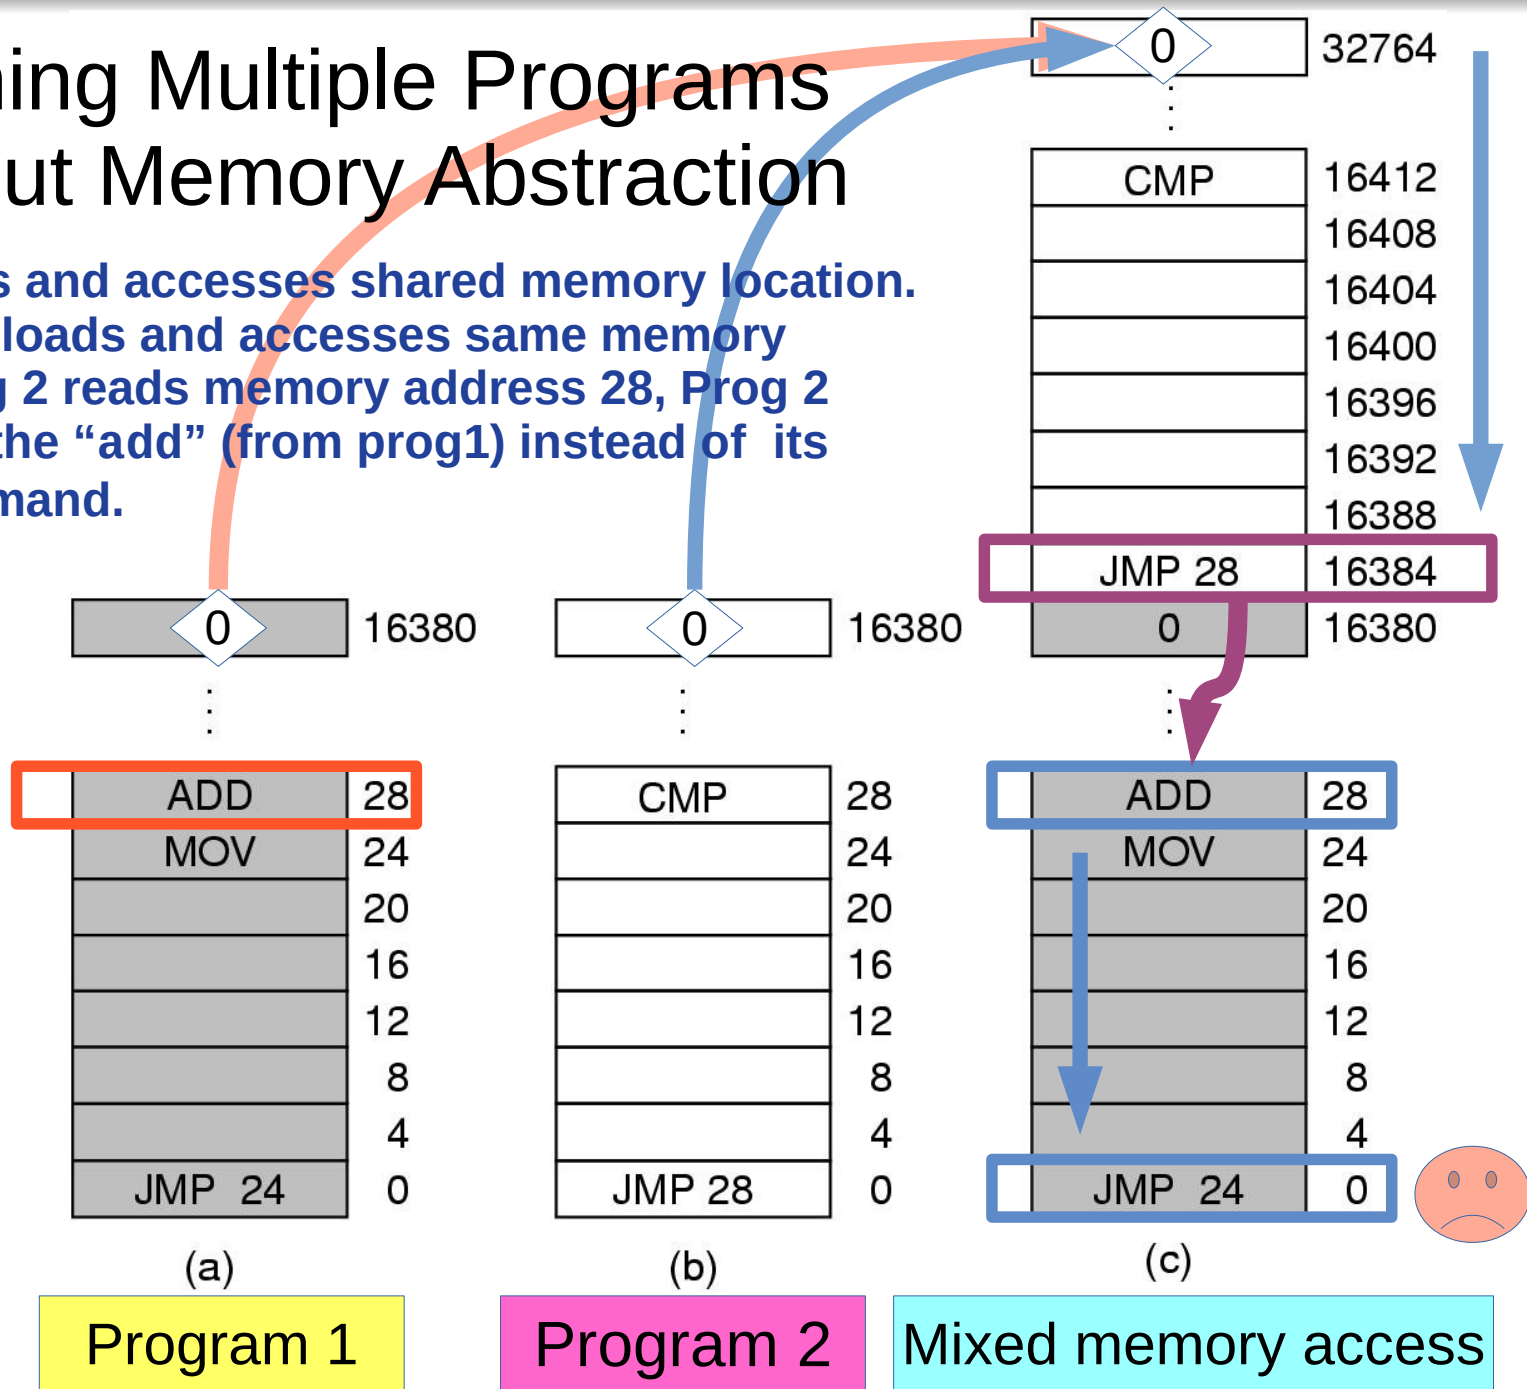 ning Multiple Programs
out Memory Abstraction
s and accesses shared memory location.
loads and accesses same memory
g 2 reads memory address 28, Prog 2
the “add” (from prog1) instead of its
mand.
0 32764
CMP 16412
16408
16404
16400
16396
16392
16388
JMP 28 16384
0 16380
0 16380
0 16380
ADD 28
MOV 24
20
16
12
8
4
JMP 24 0
(a)
Program 1
CMP 28
24
20
16
12
8
4
JMP 28 0
(b)
Program 2
ADD 28
MOV 24
20
16
12
8
4
JMP 24 0
(c)
Mixed memory access